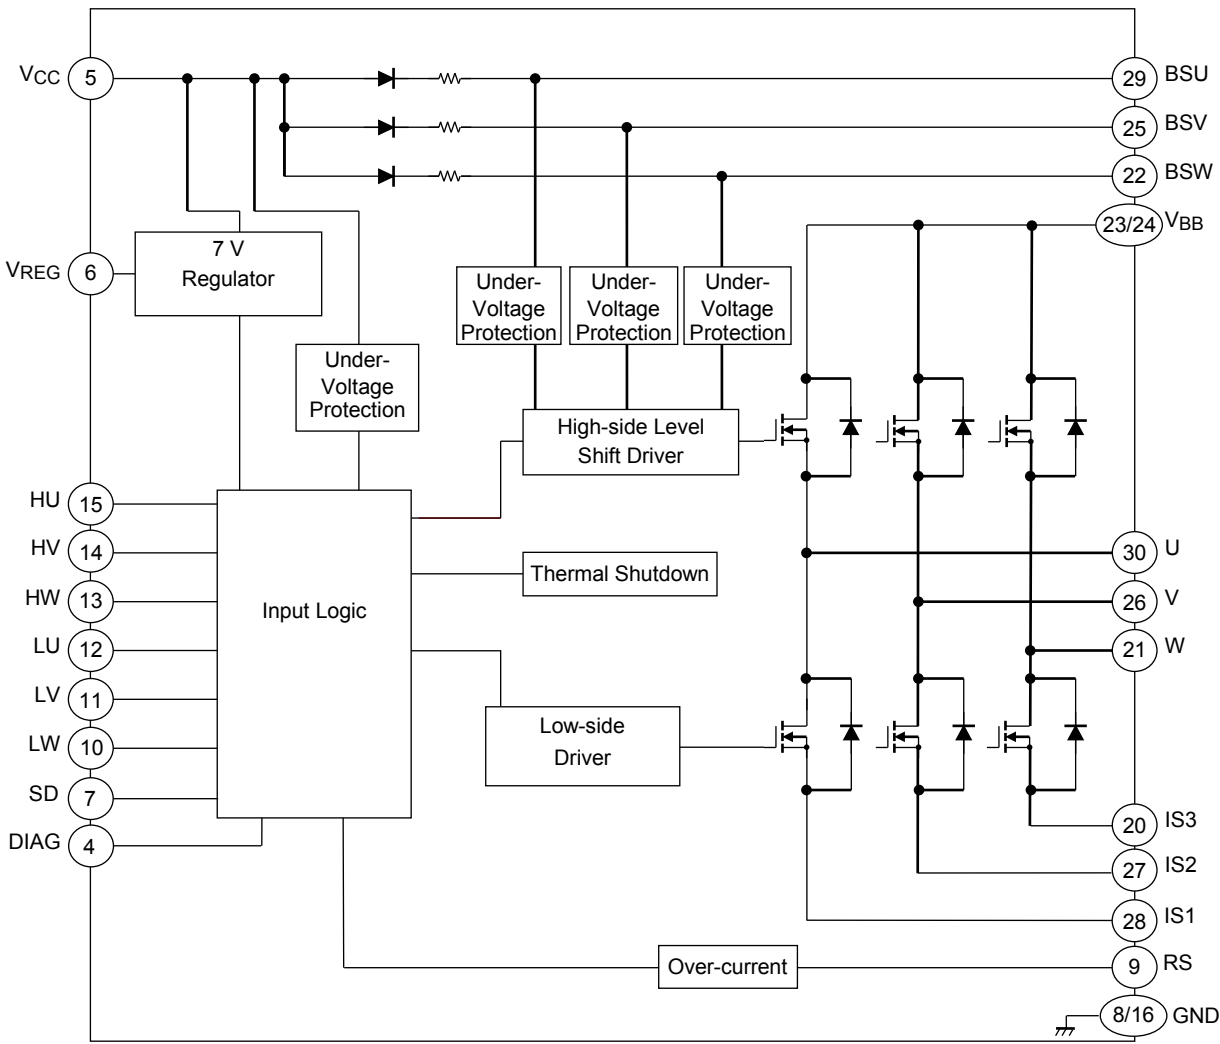 VCC 5
29 BSU
25 BSV
22 BSW
23/24 VBB
7 V
Regulator
VREG 6
Under-
Voltage
Protection
Under-
Voltage
Protection
Under-
Voltage
Protection
Under-
Voltage
Protection
High-side Level
Shift Driver
HU 15
HV 14
HW 13
LU 12
LV 11
LW 10
SD 7
DIAG 4
Input Logic
Thermal Shutdown
Low-side
Driver
30 U
26 V
21 W
20 IS3
27 IS2
28 IS1
Over-current
9 RS
8/16 GND